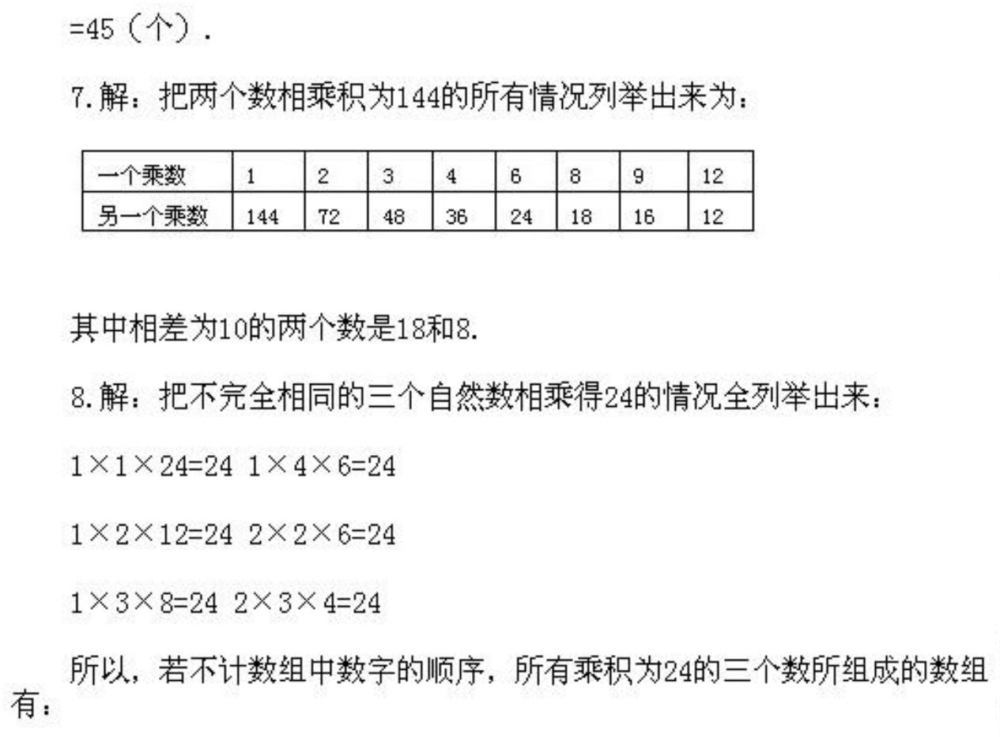 =45（个）.
7.解：把两个数相乘积为144的所有情况列举出来为：
一个乘数 1 2 3 4 6 8 9 12
另一个乘数 144 72 48 36 24 18 16 12
其中相差为10的两个数是18和8.
8.解：把不完全相同的三个自然数相乘得24的情况全列举出来：
1×1×24=24 1×4×6=24
1×2×12=24 2×2×6=24
1×3×8=24 2×3×4=24
所以，若不计数组中数字的顺序，所有乘积为24的三个数所组成的数组
有：